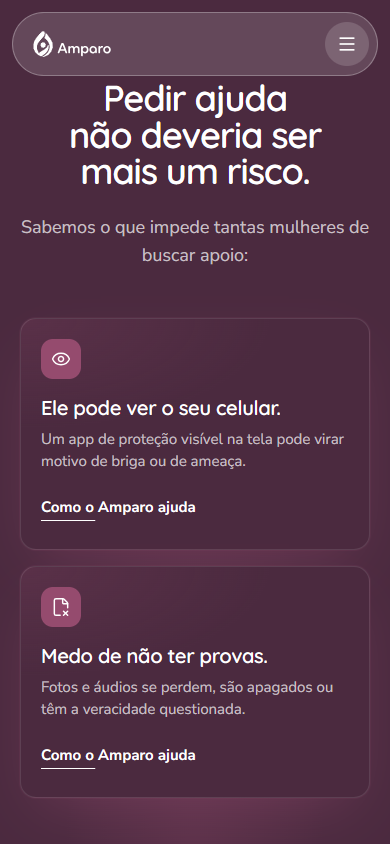 Amparo
Pedir ajuda
não deveria ser
mais um risco.
Sabemos o que impede tantas mulheres de
buscar apoio:
Ele pode ver o seu celular.
Um app de proteção visível na tela pode virar
motivo de briga ou de ameaça.
Como o Amparo ajuda
Medo de não ter provas.
Fotos e áudios se perdem, são apagados ou
têm a veracidade questionada.
Como o Amparo ajuda